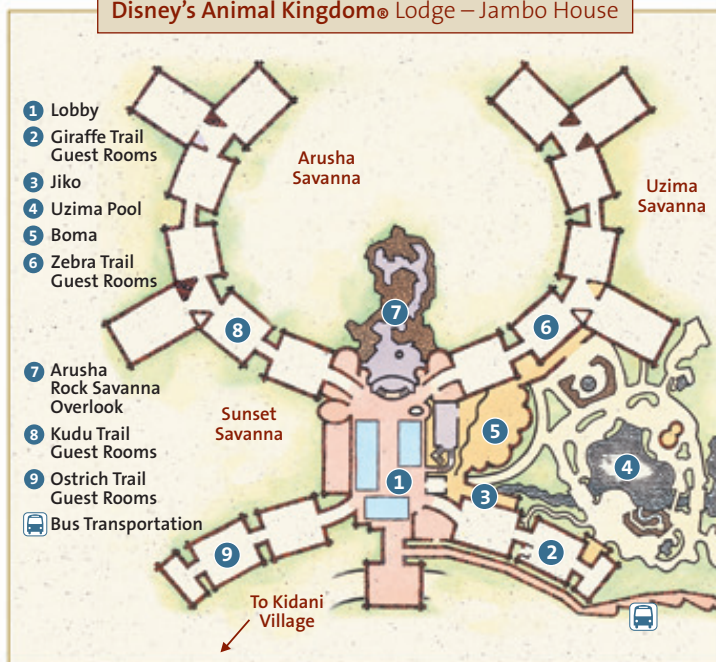 Disney's Animal Kingdom® Lodge – Jambo House
1 Lobby
2 Giraffe Trail
Guest Rooms
3 Jiko
4 Uzima Pool
5 Boma
6 Zebra Trail
Guest Rooms
7 Arusha
Rock Savanna
Overlook
8 Kudu Trail
Guest Rooms
9 Ostrich Trail
Guest Rooms
Bus Transportation
Arusha
Savanna
Uzima
Savanna
7
8
6
Sunset
Savanna
5
4
1
3
9
2
To Kidani
Village